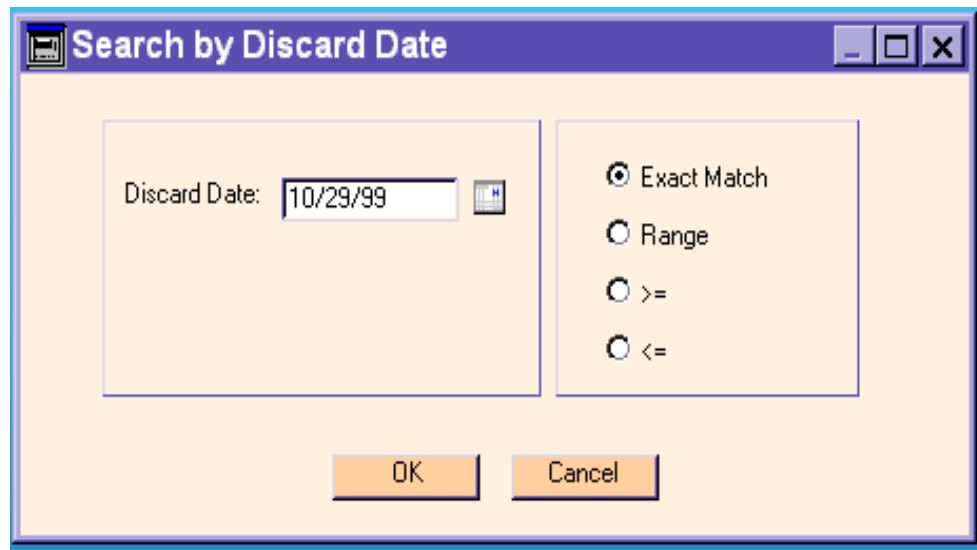 Search by Discard Date
Discard Date: 10/29/99
Exact Match
Range
>=
<=
OK Cancel